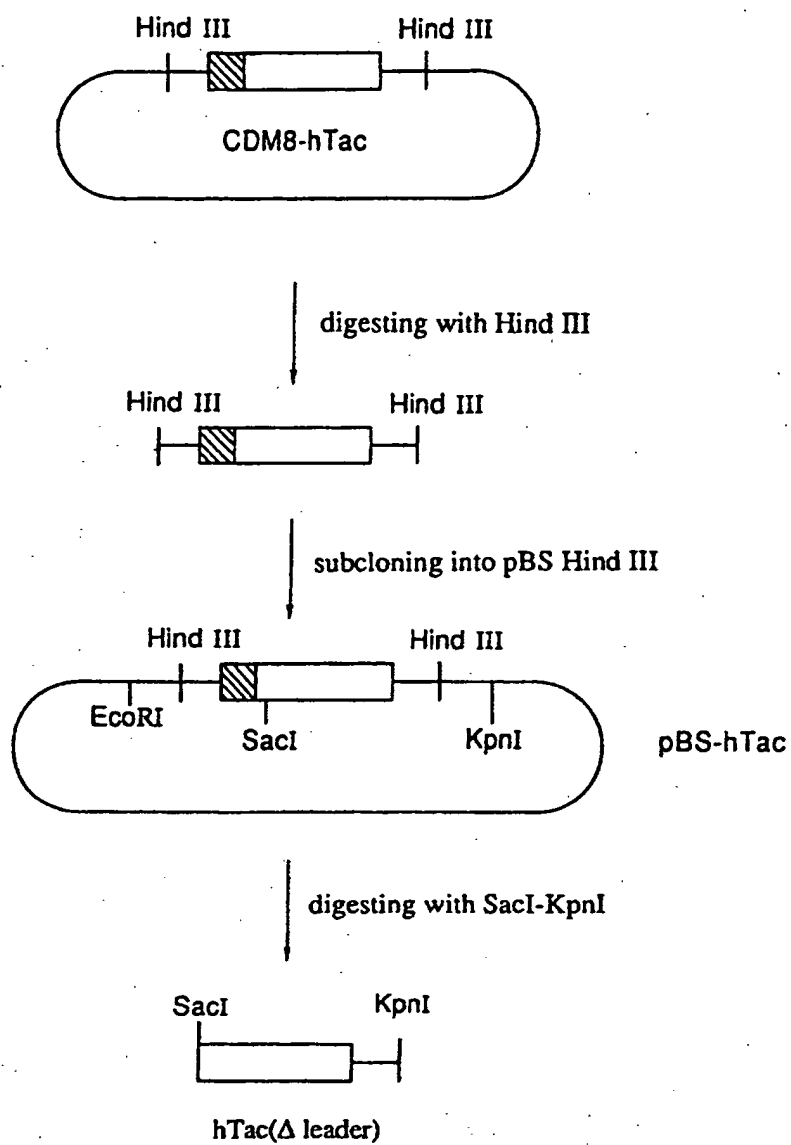 Hind III Hind III
CDM8-hTac
digesting with Hind III
Hind III Hind III
subcloning into pBS Hind III
Hind III Hind III
EcoRI SacI KpnI
pBS-hTac
digesting with SacI-KpnI
SacI KpnI
hTac(Δ leader)